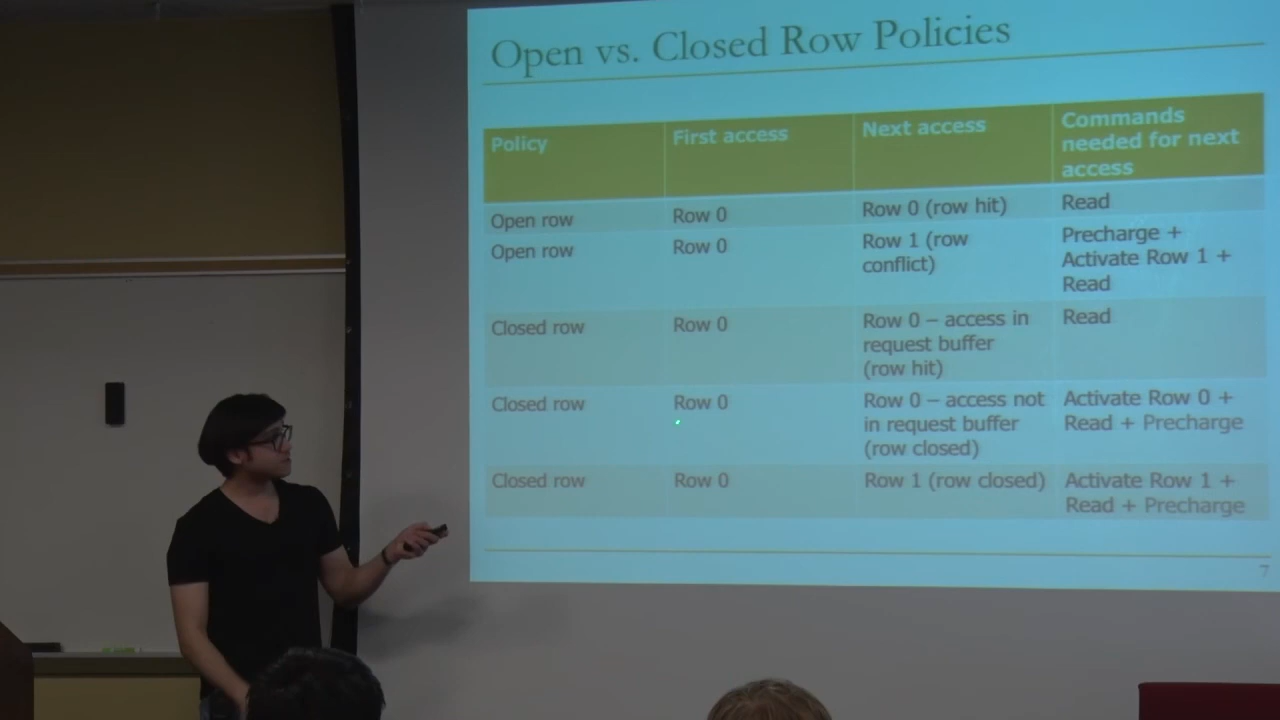 Open vs. Closed Row Policies
Policy
First access
Next access
Commands
needed for next
access
Open row
Row 0
Row 0 (row hit)
Read
Open row
Row 0
Row 1 (row
conflict)
Precharge +
Activate Row 1 +
Read
Closed row
Row 0
Row 0 – access in
request buffer
(row hit)
Read
Closed row
Row 0
Row 0 – access not
in request buffer
(row closed)
Activate Row 0 +
Read + Precharge
Closed row
Row 0
Row 1 (row closed)
Activate Row 1 +
Read + Precharge
7